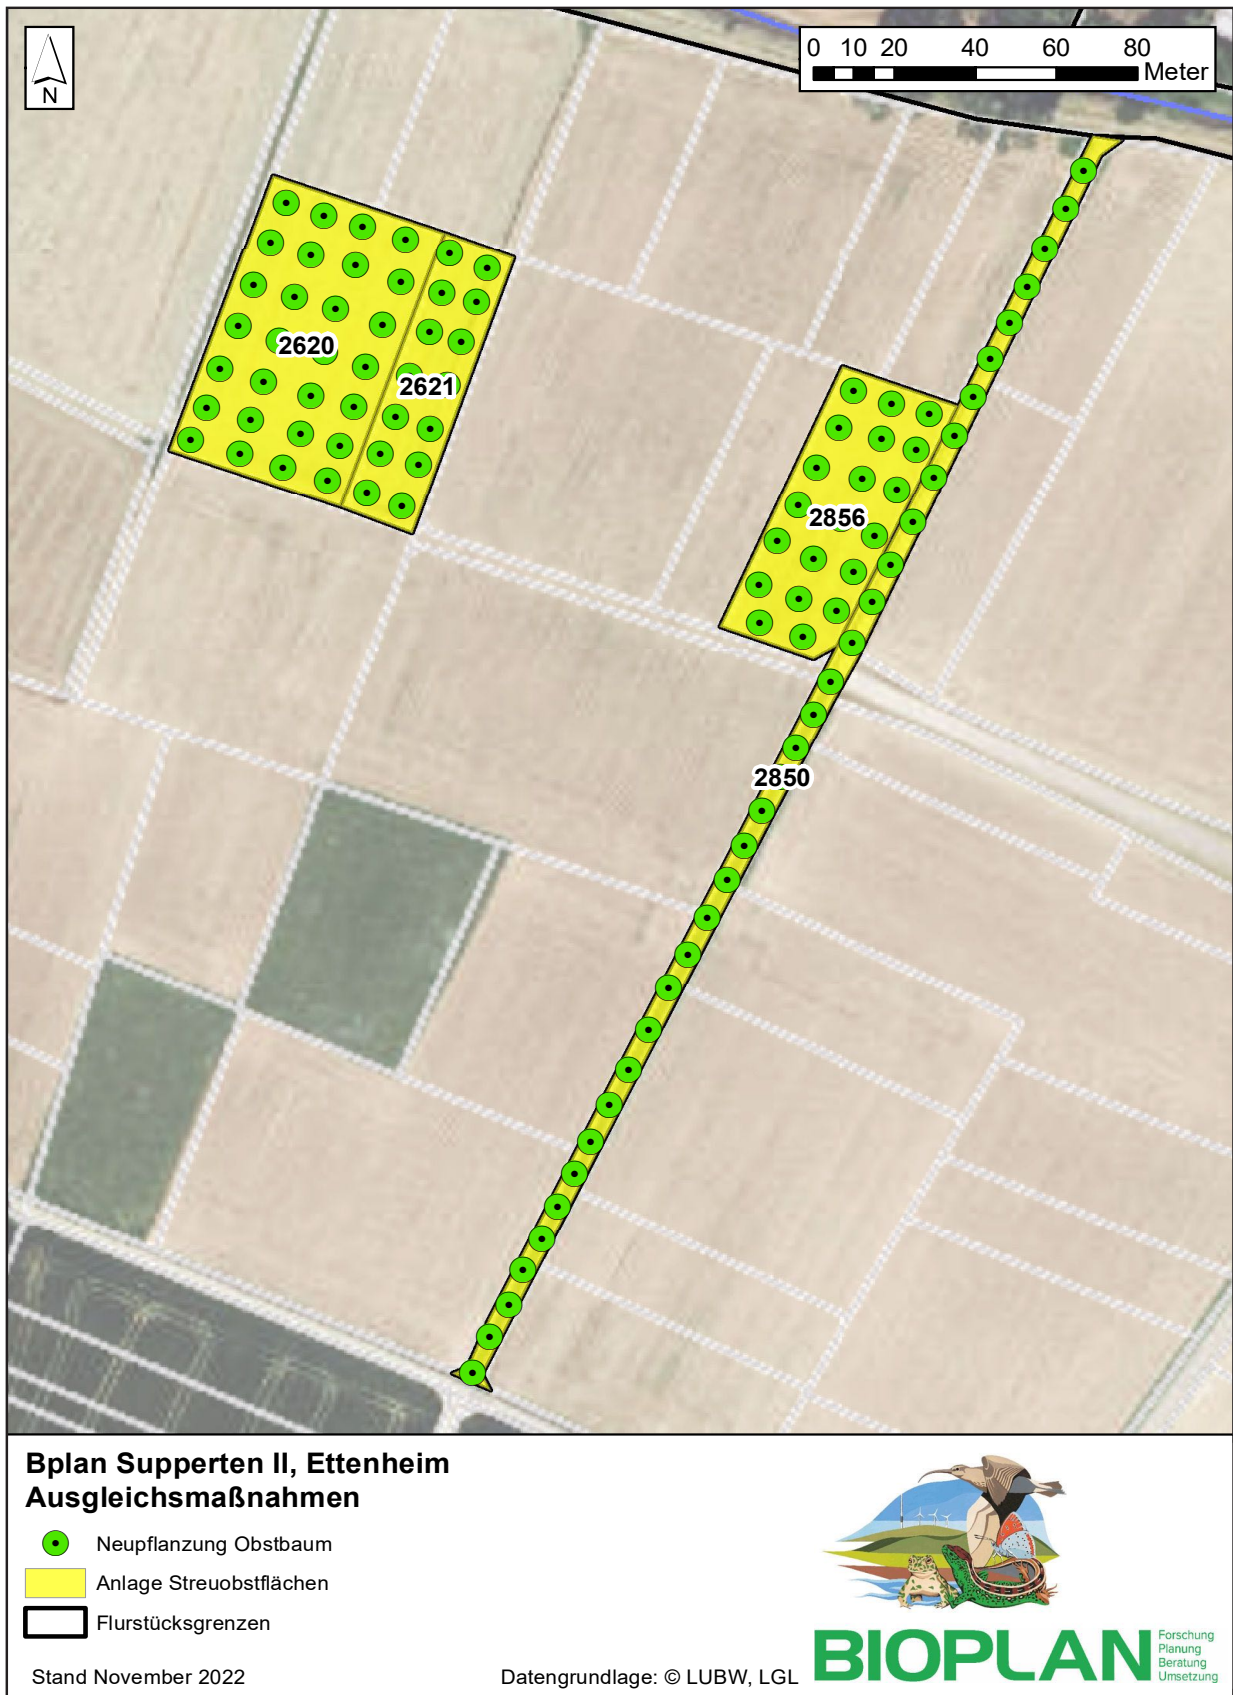 N
0 10 20 40 60 80
Meter
2620
2621
2856
2850
Bplan Supperten II, Ettenheim
Ausgleichsmaßnahmen
Neupflanzung Obstbaum
Anlage Streuobstflächen
Flurstücksgrenzen
Stand November 2022
Datengrundlage: © LUBW, LGL
BIOPLAN
Forschung
Planung
Beratung
Umsetzung